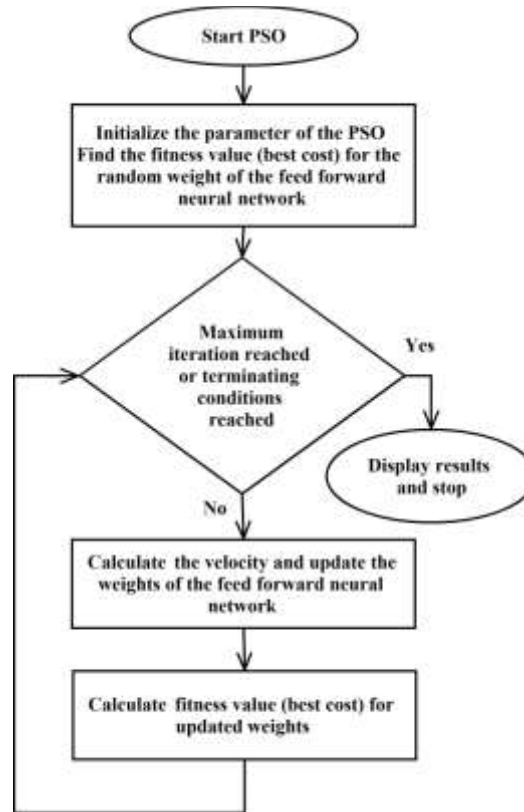 Start PSO
Initialize the parameter of the PSO
Find the fitness value (best cost) for the
random weight of the feed forward
neural network
Maximum
iteration reached
or terminating
conditions
reached
Yes
Display results
and stop
No
Calculate the velocity and update the
weights of the feed forward neural
network
Calculate fitness value (best cost) for
updated weights